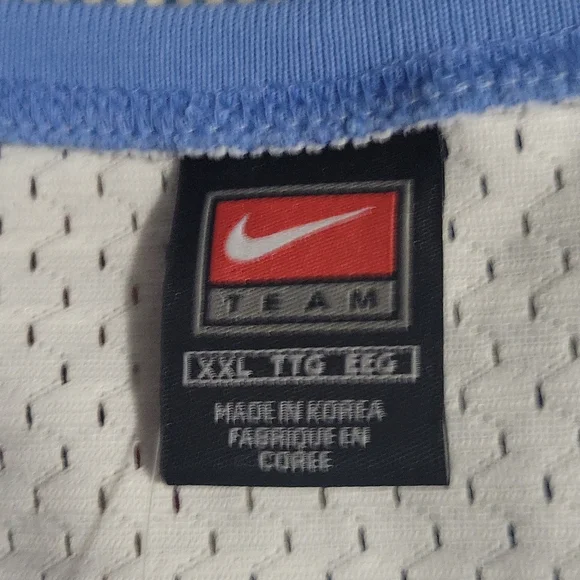 TEAM
XXL TTG EEG
MADE IN KOREA
FABRIQUE EN
COREE